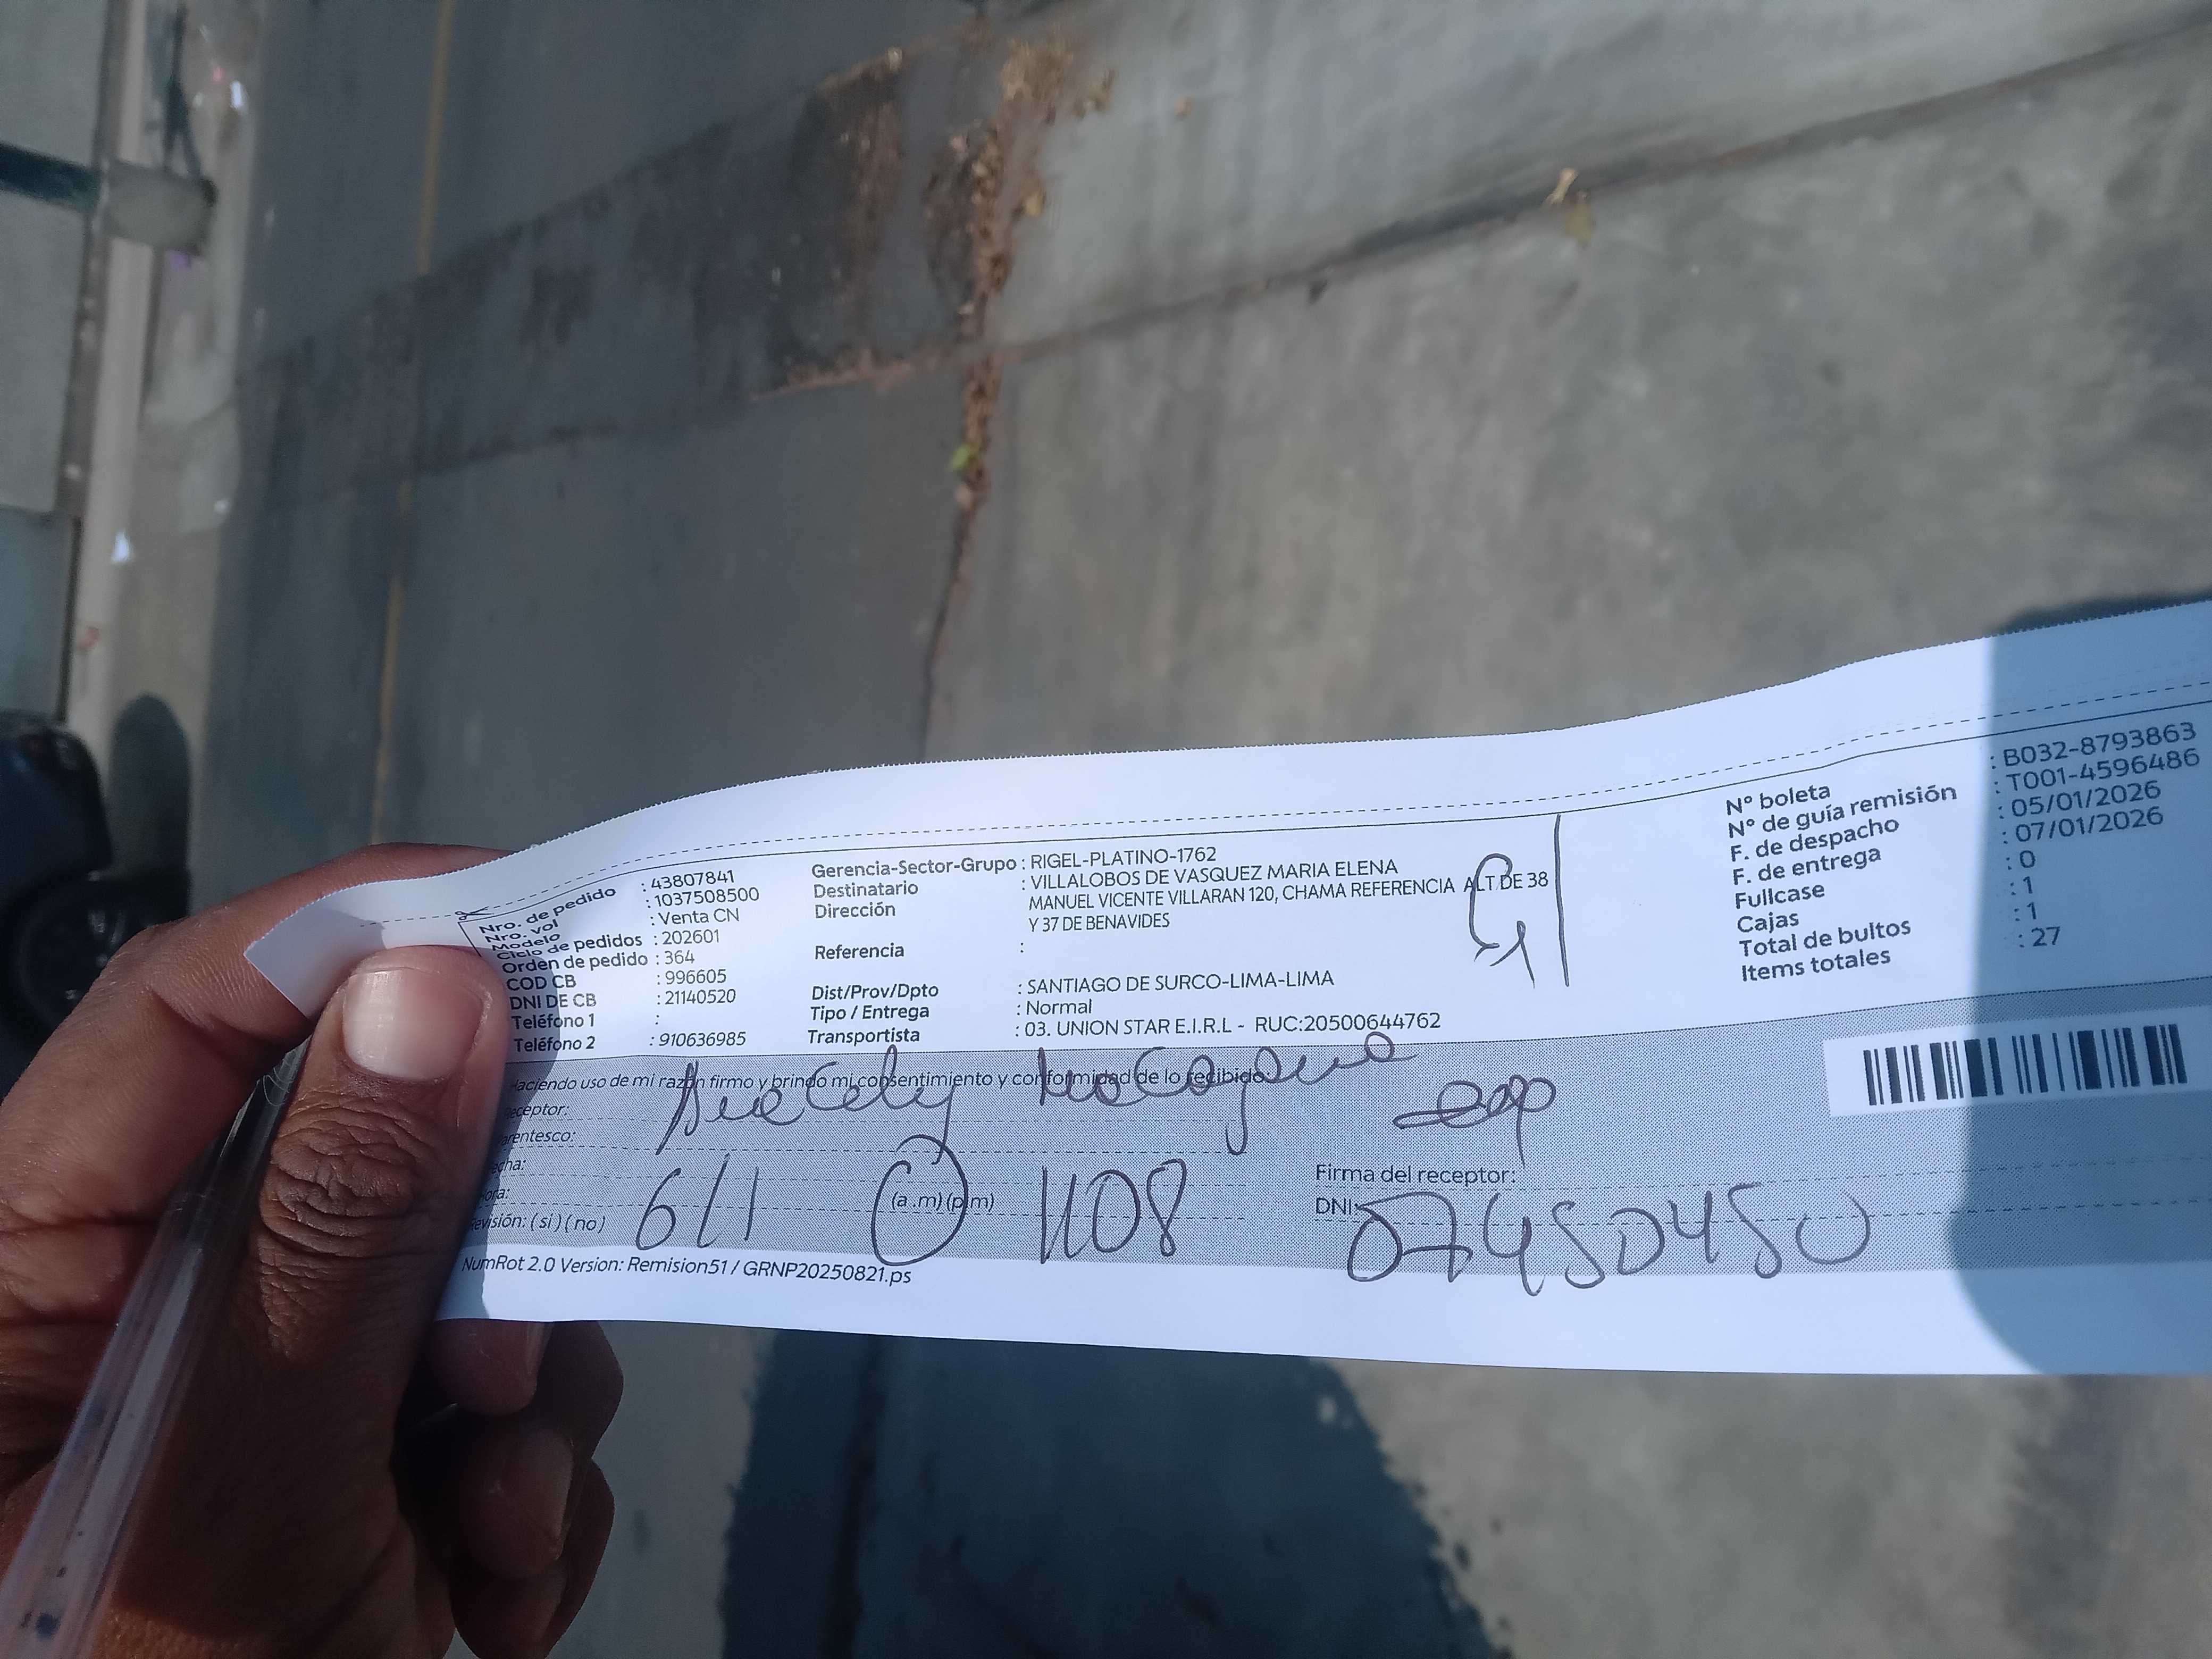 Nro. de pedido : 43807841
Nro. vol : 1037508500
Modelo : Venta CN
Ciclo de pedidos : 202601
Orden de pedido : 364
COD CB : 996605
DNI DE CB : 21140520
Teléfono 1 :
Teléfono 2 : 910636985
Gerencia-Sector-Grupo : RIGEL-PLATINO-1762
Destinatario : VILLALOBOS DE VASQUEZ MARIA ELENA
Dirección : MANUEL VICENTE VILLARAN 120, CHAMA REFERENCIA ALT DE 38
Y 37 DE BENAVIDES
Referencia :
Dist/Prov/Dpto : SANTIAGO DE SURCO-LIMA-LIMA
Tipo / Entrega : Normal
Transportista : 03. UNION STAR E.I.R.L - RUC:20500644762
Nº boleta : B032-8793863
Nº de guía remisión : T001-4596486
F. de despacho : 05/01/2026
F. de entrega : 07/01/2026
Fullcase : 0
Cajas : 1
Total de bultos : 1
Items totales : 27
Haciendo uso de mi razón firmo y brindo mi consentimiento y conformidad de lo recibido
Receptor:
Parentesco:
Fecha: 6/1
Hora: (a.m)(p.m) 1108
Revisión: (si)(no)
Firma del receptor:
DNI: 07450450
NumRot 2.0 Version: Remision51 / GRNP20250821.ps